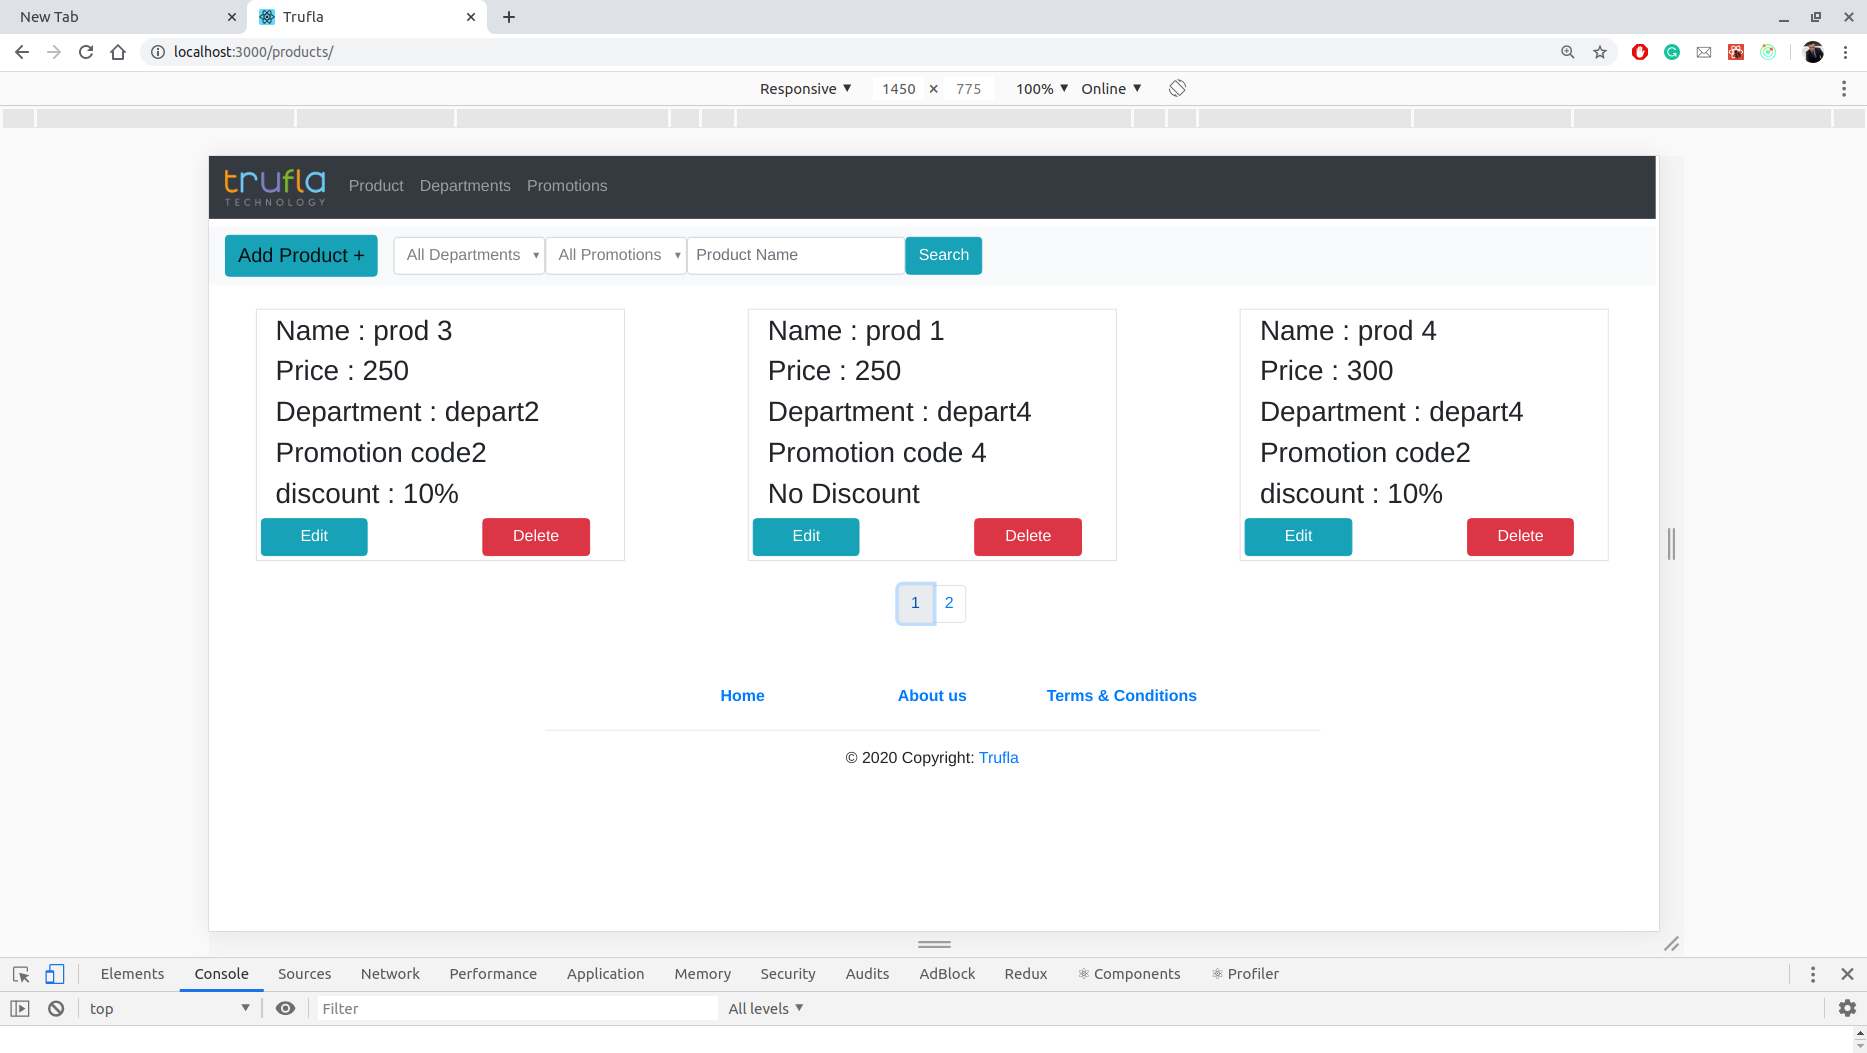 New Tab
Trufla
localhost:3000/products/
Responsive ▼ 1450 × 775 100% ▼ Online ▼
trufla
TECHNOLOGY
Product Departments Promotions
Add Product + All Departments All Promotions Product Name Search
Name : prod 3
Price : 250
Department : depart2
Promotion code2
discount : 10%
Edit Delete
Name : prod 1
Price : 250
Department : depart4
Promotion code 4
No Discount
Edit Delete
Name : prod 4
Price : 300
Department : depart4
Promotion code2
discount : 10%
Edit Delete
1 2
Home About us Terms & Conditions
© 2020 Copyright: Trufla
Elements Console Sources Network Performance Application Memory Security Audits AdBlock Redux Components Profiler
top Filter All levels ▼